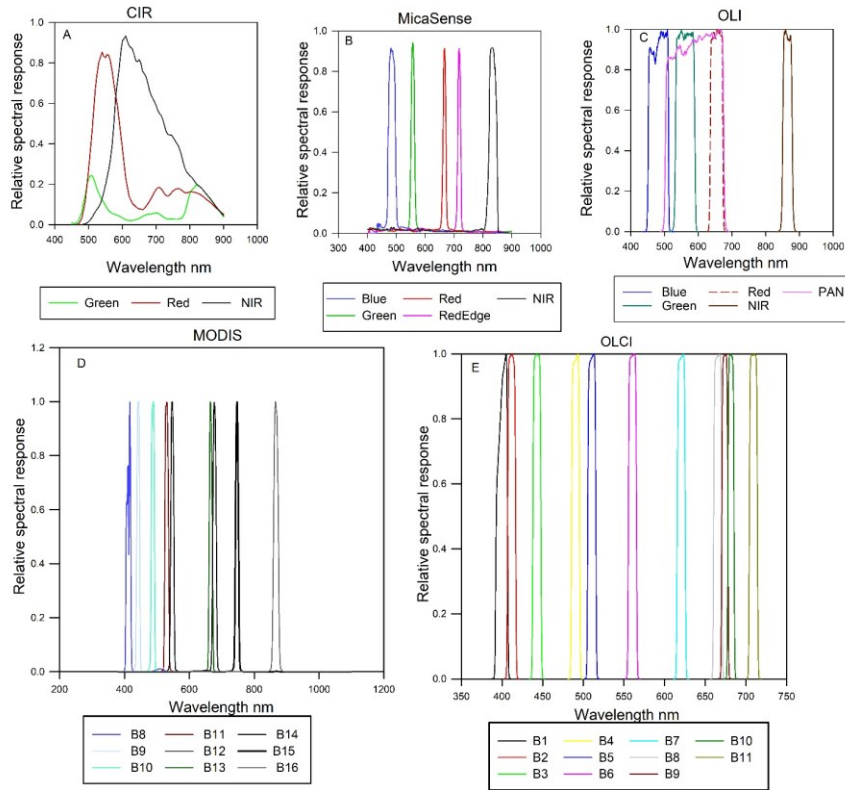 CIR
A
Relative spectral response
1.0
0.8
0.6
0.4
0.2
0.0
400 500 600 700 800 900 1000
Wavelength nm
Green Red NIR
MicaSense
B
Relative spectral response
1.0
0.8
0.6
0.4
0.2
0.0
300 400 500 600 700 800 900 1000
Wavelength nm
Blue Red NIR
Green RedEdge
OLI
C
Relative spectral response
1.0
0.8
0.6
0.4
0.2
0.0
400 500 600 700 800 900 1000
Wavelength nm
Blue Red PAN
Green NIR
MODIS
D
Relative spectral response
1.2
1.0
0.8
0.6
0.4
0.2
0.0
200 400 600 800 1000 1200
Wavelength nm
B8 B11 B14
B9 B12 B15
B10 B13 B16
OLCI
E
Relative spectral response
1.0
0.8
0.6
0.4
0.2
0.0
350 400 450 500 550 600 650 700 750
Wavelength nm
B1 B4 B7 B10
B2 B5 B8 B11
B3 B6 B9